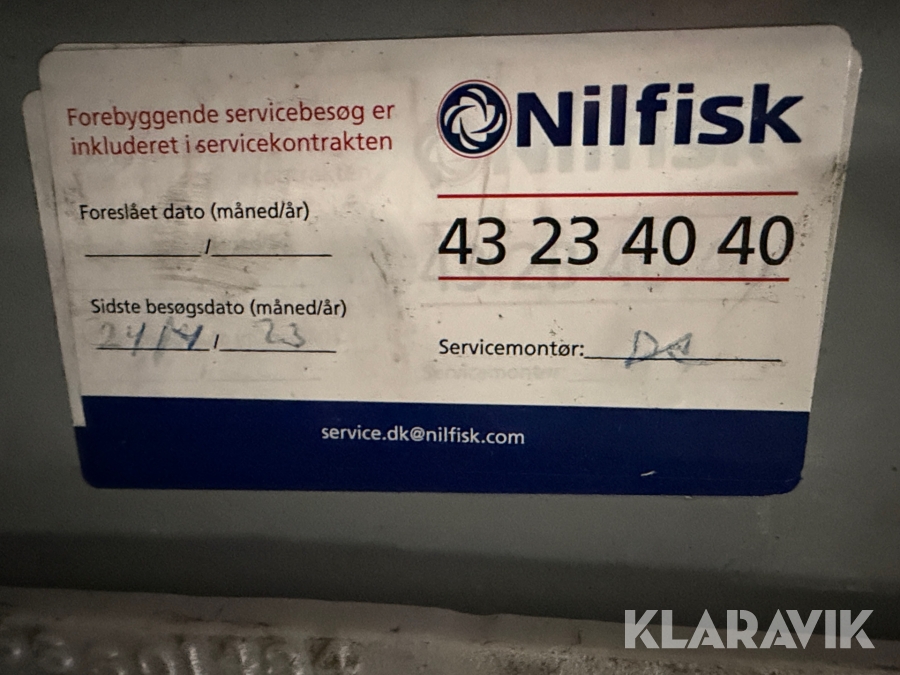 Forebyggende servicebesøg er
inkluderet i servicekontrakten
Foreslået dato (måned/år)
/
Sidste besøgsdato (måned/år)
24/4 / 23
Nilfisk
43 23 40 40
Servicemontør:
service.dk@nilfisk.com
KLARAVIK